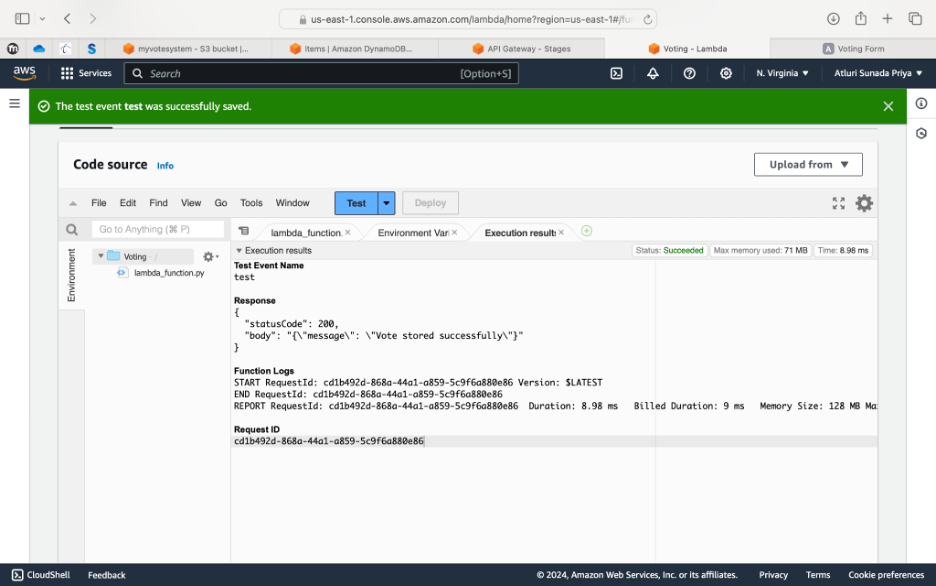 us-east-1.console.aws.amazon.com/lambda/home?region=us-east-1#/fu
myvotesystem - S3 bucket |...
Items | Amazon DynamoDB...
API Gateway - Stages
Voting - Lambda
Voting Form
aws
Services
Search
[Option+S]
N. Virginia
Atluri Sunada Priya
The test event test was successfully saved.
Code source
Info
Upload from
File
Edit
Find
View
Go
Tools
Window
Test
Deploy
Go to Anything (⌘ P)
lambda_function.
Environment Vari
Execution results
Environment
Voting - /
lambda_function.py
Execution results
Status: Succeeded
Max memory used: 71 MB
Time: 8.98 ms
Test Event Name
test
Response
{
"statusCode": 200,
"body": "{\"message\": \"Vote stored successfully\"}"
}
Function Logs
START RequestId: cd1b492d-868a-44a1-a859-5c9f6a880e86 Version: $LATEST
END RequestId: cd1b492d-868a-44a1-a859-5c9f6a880e86
REPORT RequestId: cd1b492d-868a-44a1-a859-5c9f6a880e86 Duration: 8.98 ms Billed Duration: 9 ms Memory Size: 128 MB Ma
Request ID
cd1b492d-868a-44a1-a859-5c9f6a880e86
CloudShell
Feedback
© 2024, Amazon Web Services, Inc. or its affiliates.
Privacy
Terms
Cookie preferences